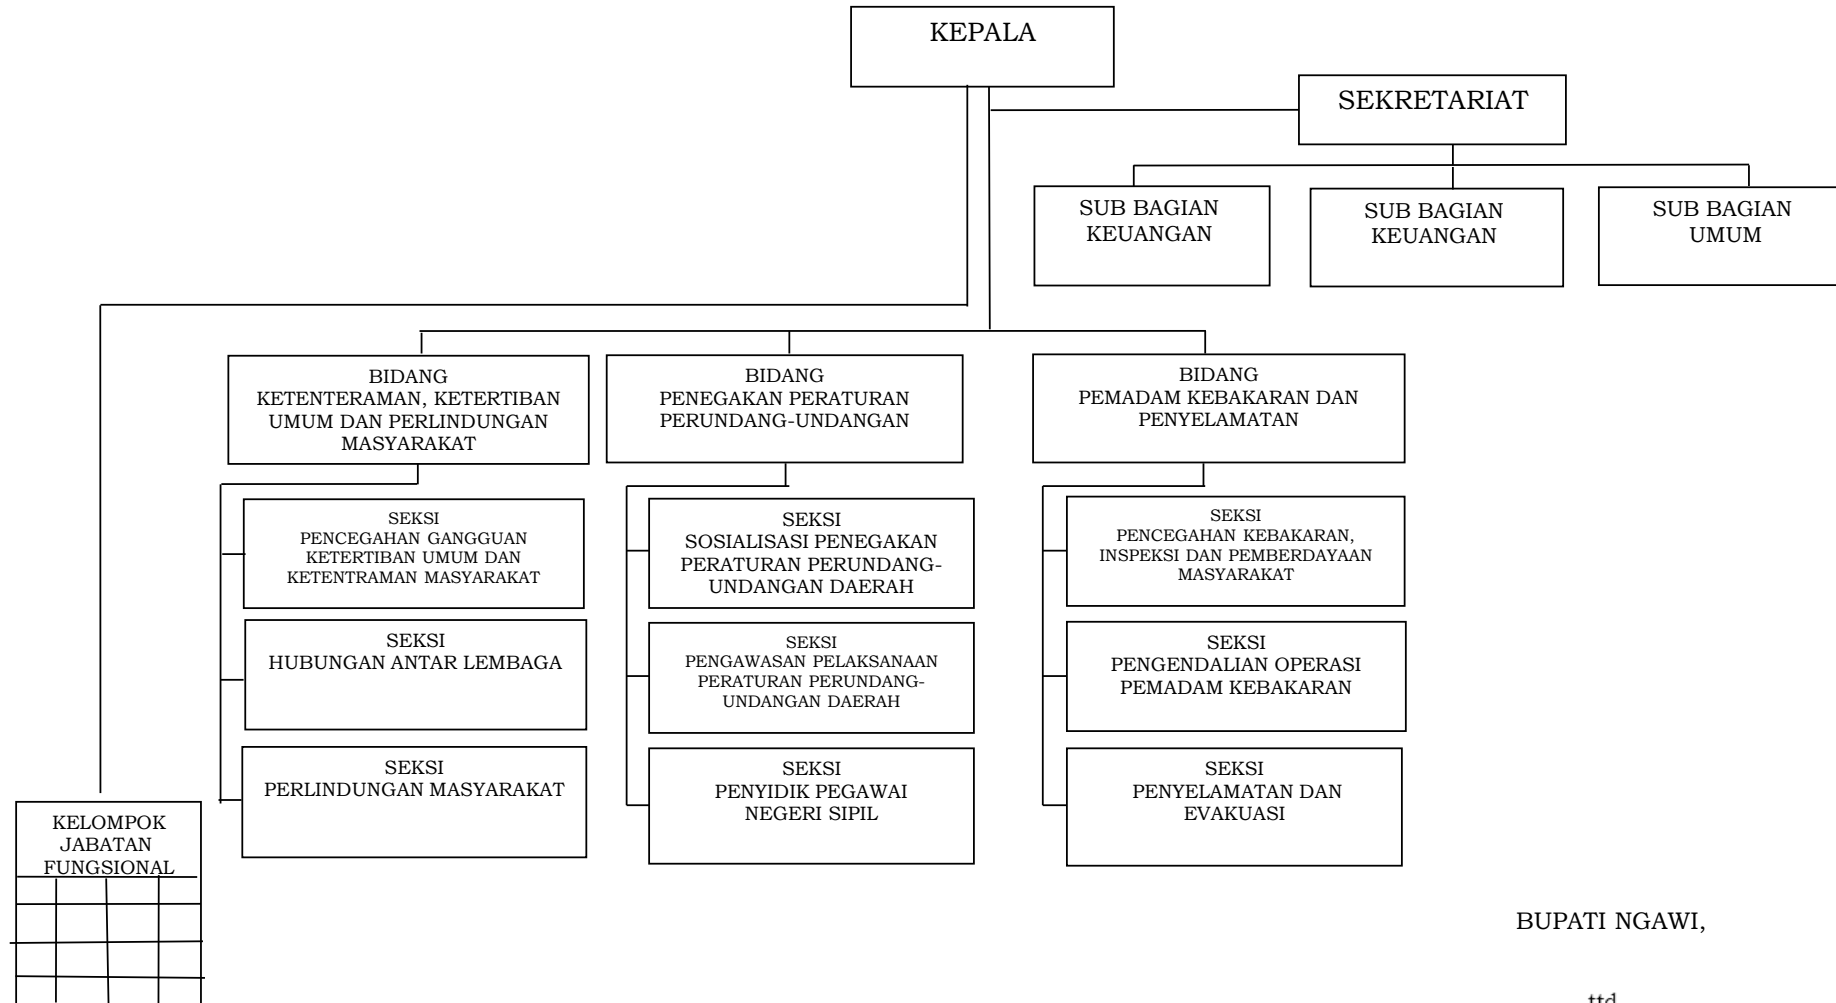 KEPALA
SEKRETARIAT
SUB BAGIAN
KEUANGAN
SUB BAGIAN
KEUANGAN
SUB BAGIAN
UMUM
BIDANG
KETENTERAMAN, KETERTIBAN
UMUM DAN PERLINDUNGAN
MASYARAKAT
BIDANG
PENEGAKAN PERATURAN
PERUNDANG-UNDANGAN
BIDANG
PEMADAM KEBAKARAN DAN
PENYELAMATAN
SEKSI
PENCEGAHAN GANGGUAN
KETERTIBAN UMUM DAN
KETENTRAMAN MASYARAKAT
SEKSI
SOSIALISASI PENEGAKAN
PERATURAN PERUNDANG-
UNDANGAN DAERAH
SEKSI
PENCEGAHAN KEBAKARAN,
INSPEKSI DAN PEMBERDAYAAN
MASYARAKAT
SEKSI
HUBUNGAN ANTAR LEMBAGA
SEKSI
PENGAWASAN PELAKSANAAN
PERATURAN PERUNDANG-
UNDANGAN DAERAH
SEKSI
PENGENDALIAN OPERASI
PEMADAM KEBAKARAN
SEKSI
PERLINDUNGAN MASYARAKAT
SEKSI
PENYIDIK PEGAWAI
NEGERI SIPIL
SEKSI
PENYELAMATAN DAN
EVAKUASI
KELOMPOK
JABATAN
FUNGSIONAL
BUPATI NGAWI,
ttd